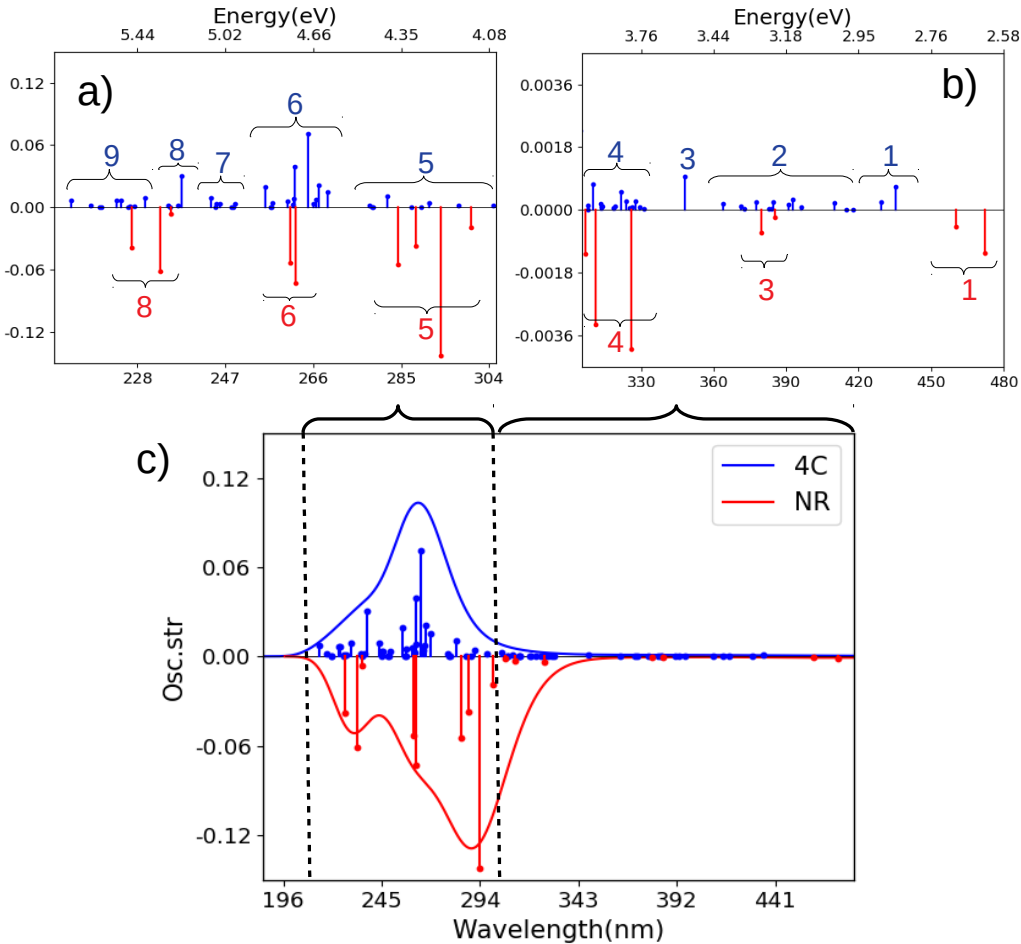 Energy(eV)
5.44 5.02 4.66 4.35 4.08
a)
0.12
0.06
0.00
-0.06
-0.12
9 8 7 6 5
8 6 5
228 247 266 285 304
Energy(eV)
3.76 3.44 3.18 2.95 2.76 2.58
b)
0.0036
0.0018
0.0000
-0.0018
-0.0036
4 3 2 1
4 3 1
330 360 390 420 450 480
c)
4C
NR
0.12
0.06
0.00
-0.06
-0.12
Osc.str
196 245 294 343 392 441
Wavelength(nm)